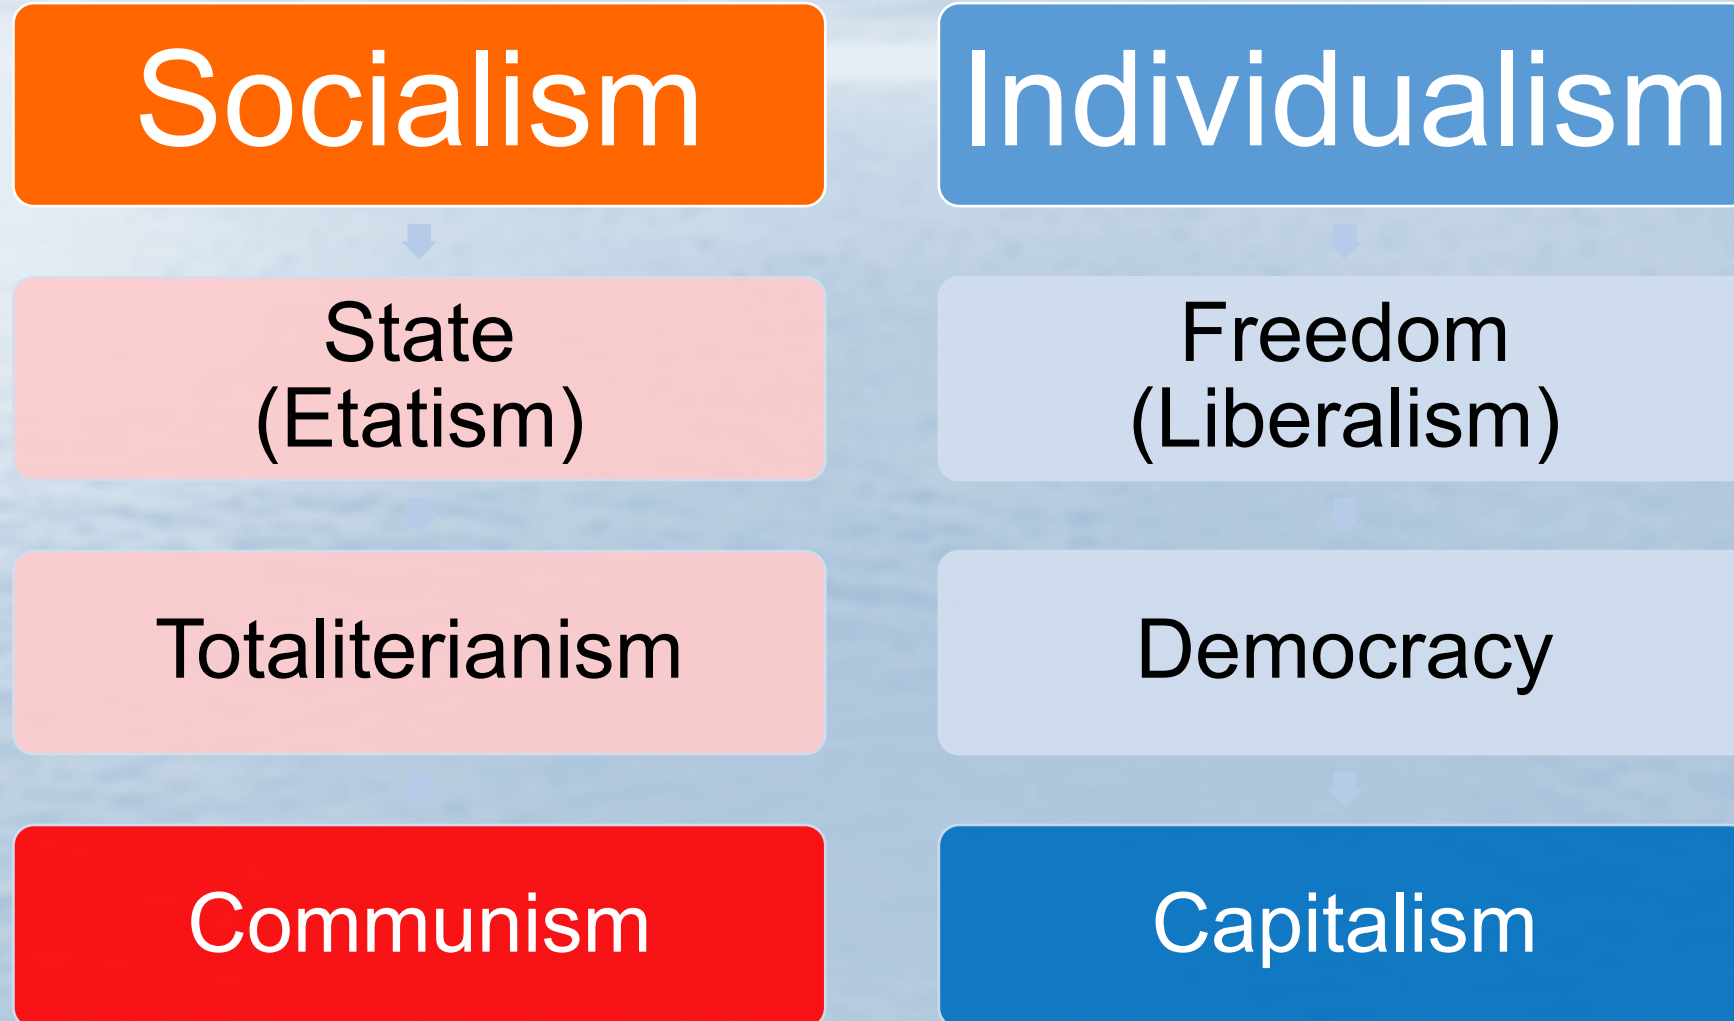 Socialism
State
(Etatism)
Totaliterianism
Communism
Individualism
Freedom
(Liberalism)
Democracy
Capitalism